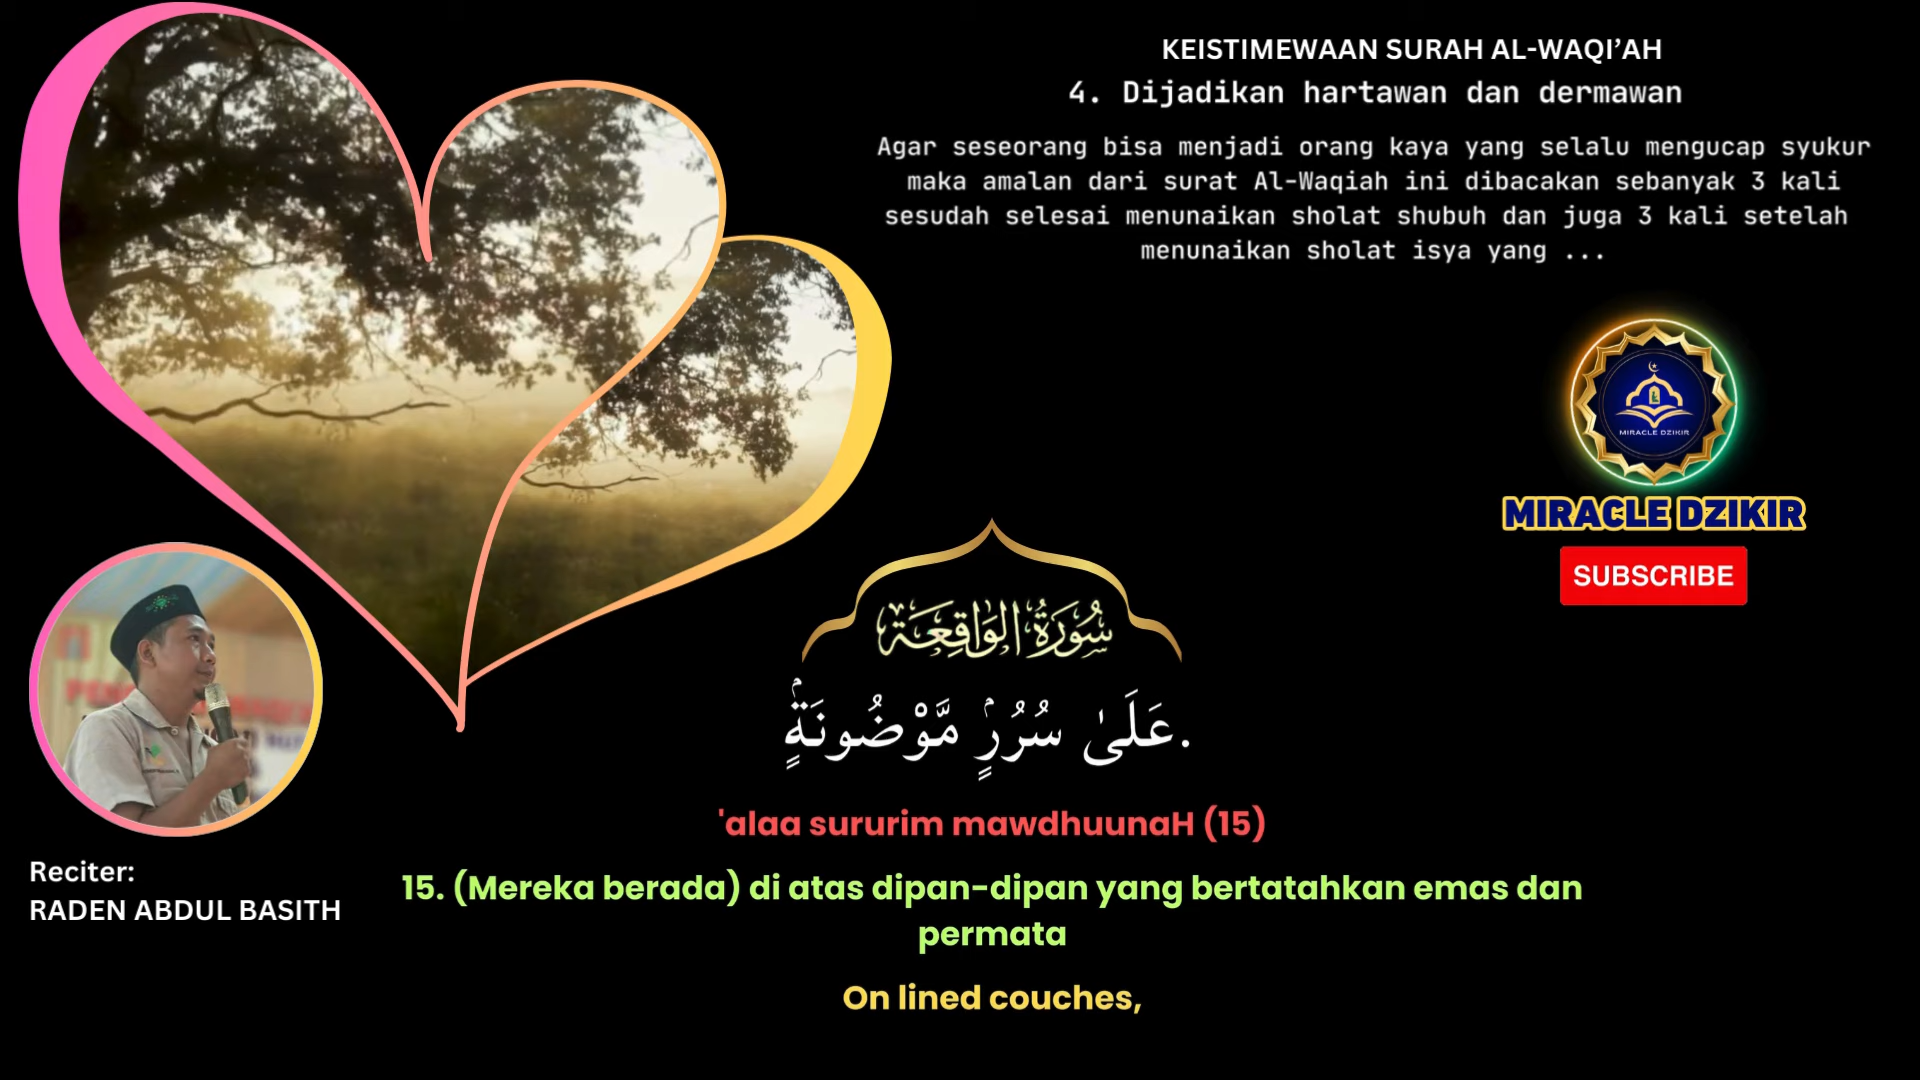 KEISTIMEWAAN SURAH AL-WAQI’AH
4. Dijadikan hartawan dan dermawan
Agar seseorang bisa menjadi orang kaya yang selalu mengucap syukur
maka amalan dari surat Al-Waqiah ini dibacakan sebanyak 3 kali
sesudah selesai menunaikan sholat shubuh dan juga 3 kali setelah
menunaikan sholat isya yang ...
MIRACLE DZIKIR
MIRACLE DZIKIR
SUBSCRIBE
سُورَةُ الوَاقِعَة
عَلَىٰ سُرُرٍۢ مَّوْضُونَةٍۢ.
'alaa sururim mawdhuunaH (15)
15. (Mereka berada) di atas dipan-dipan yang bertatahkan emas dan
permata
On lined couches,
Reciter:
RADEN ABDUL BASITH